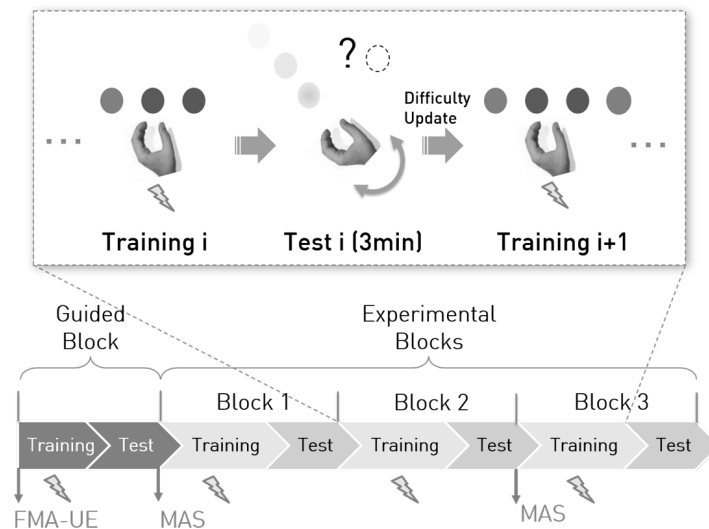 ?
Difficulty
Update
...
...
Training i
Test i (3min)
Training i+1
Guided
Block
Experimental
Blocks
Block 1
Block 2
Block 3
Training
Test
Training
Test
Training
Test
Training
Test
FMA-UE
MAS
MAS